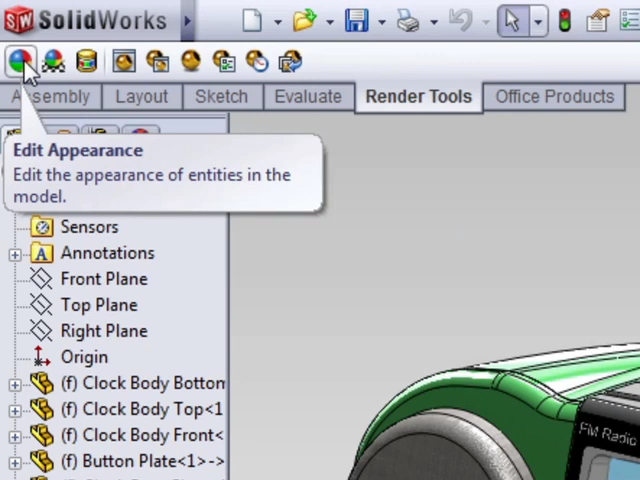 SW SolidWorks
Assembly Layout Sketch Evaluate Render Tools Office Products
Edit Appearance
Edit the appearance of entities in the
model.
Sensors
A Annotations
Front Plane
Top Plane
Right Plane
Origin
(f) Clock Body Bottom
(f) Clock Body Top<1
(f) Clock Body Front<
(f) Button Plate<1>->
FM Radio